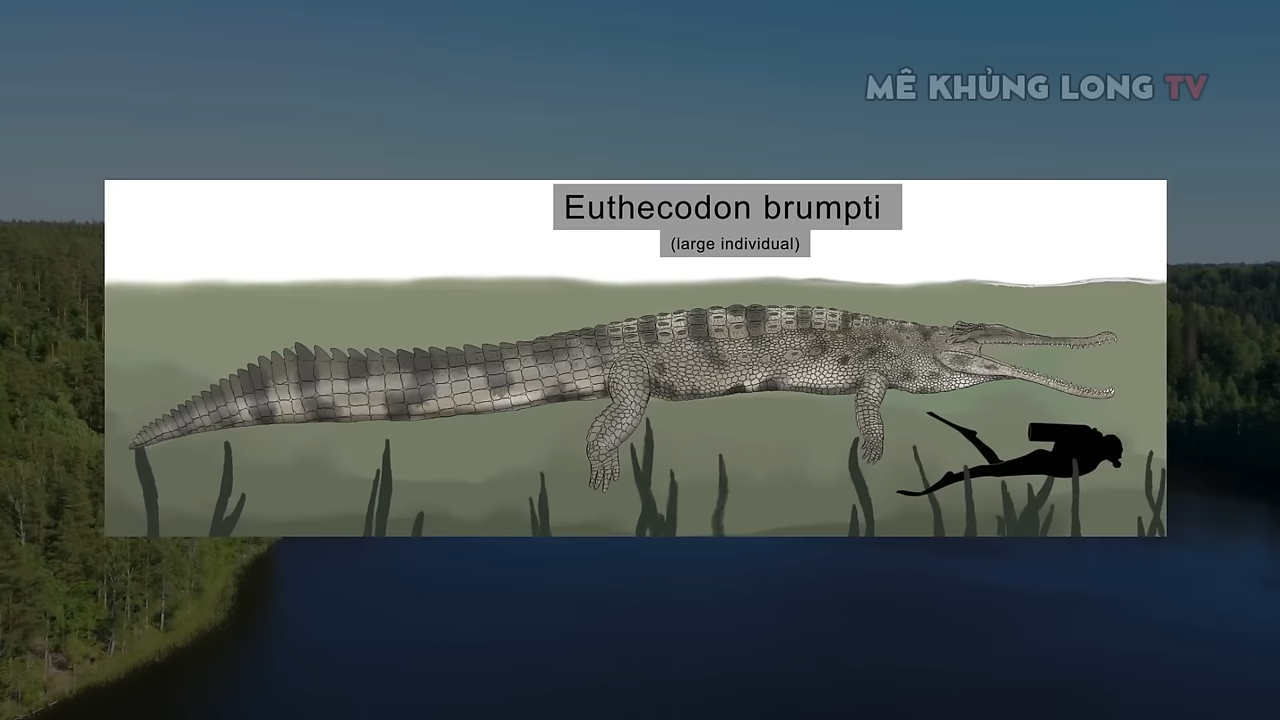 MÊ KHỦNG LONG TV
Euthecodon brumpti
(large individual)